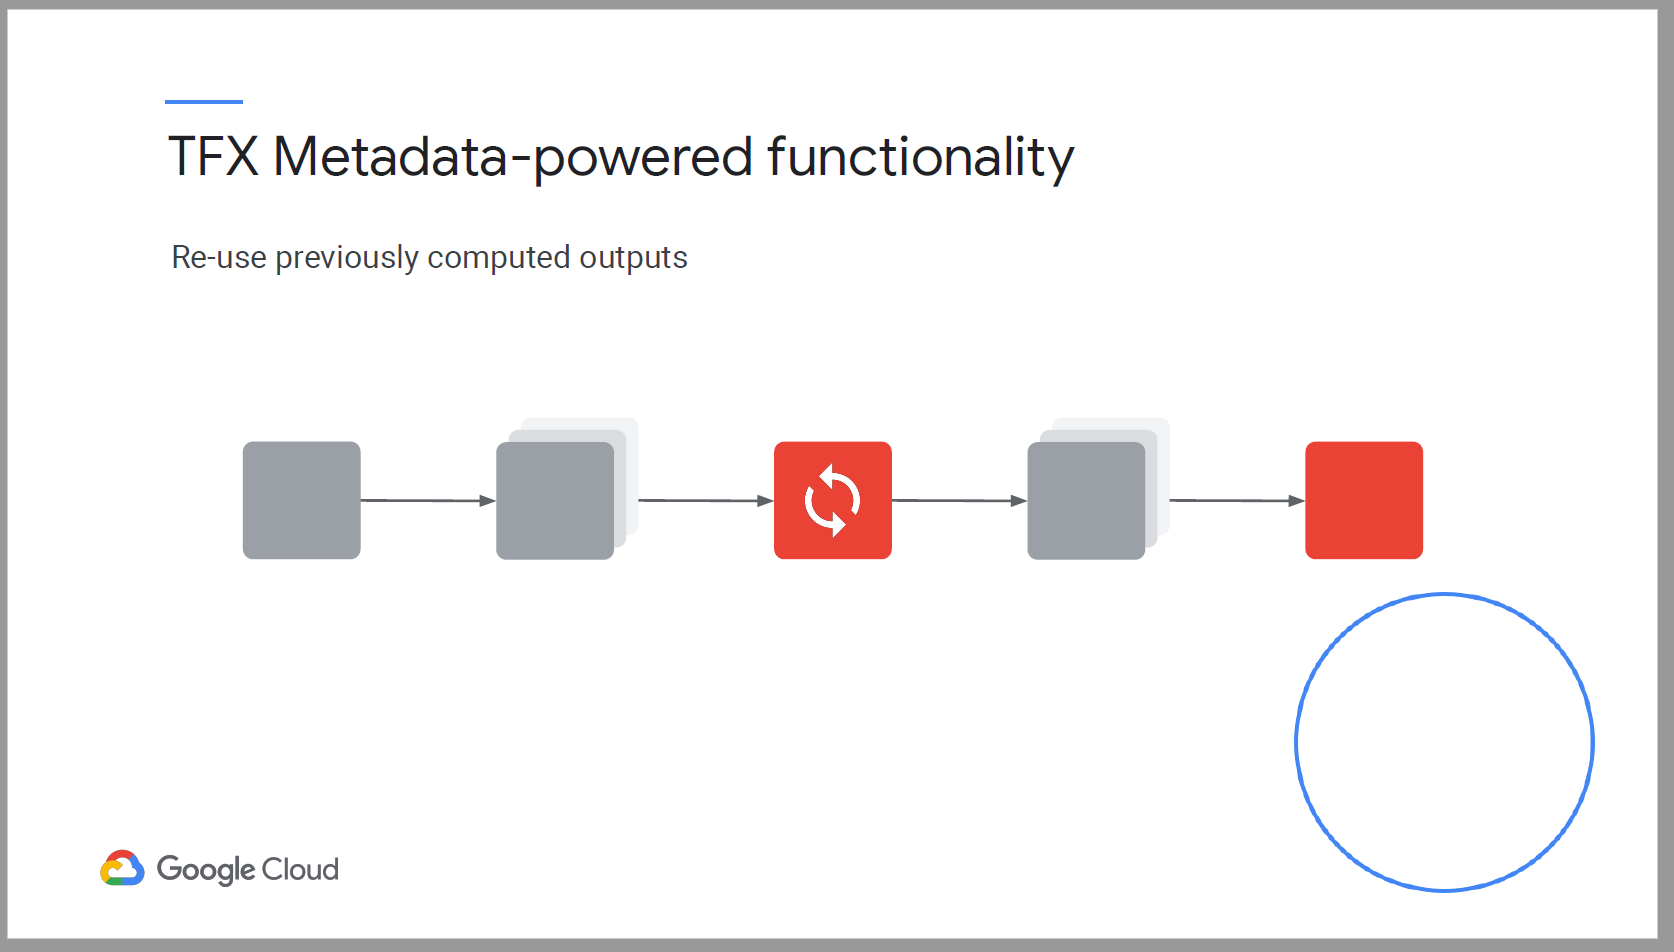 TFX Metadata-powered functionality
Re-use previously computed outputs
Google Cloud